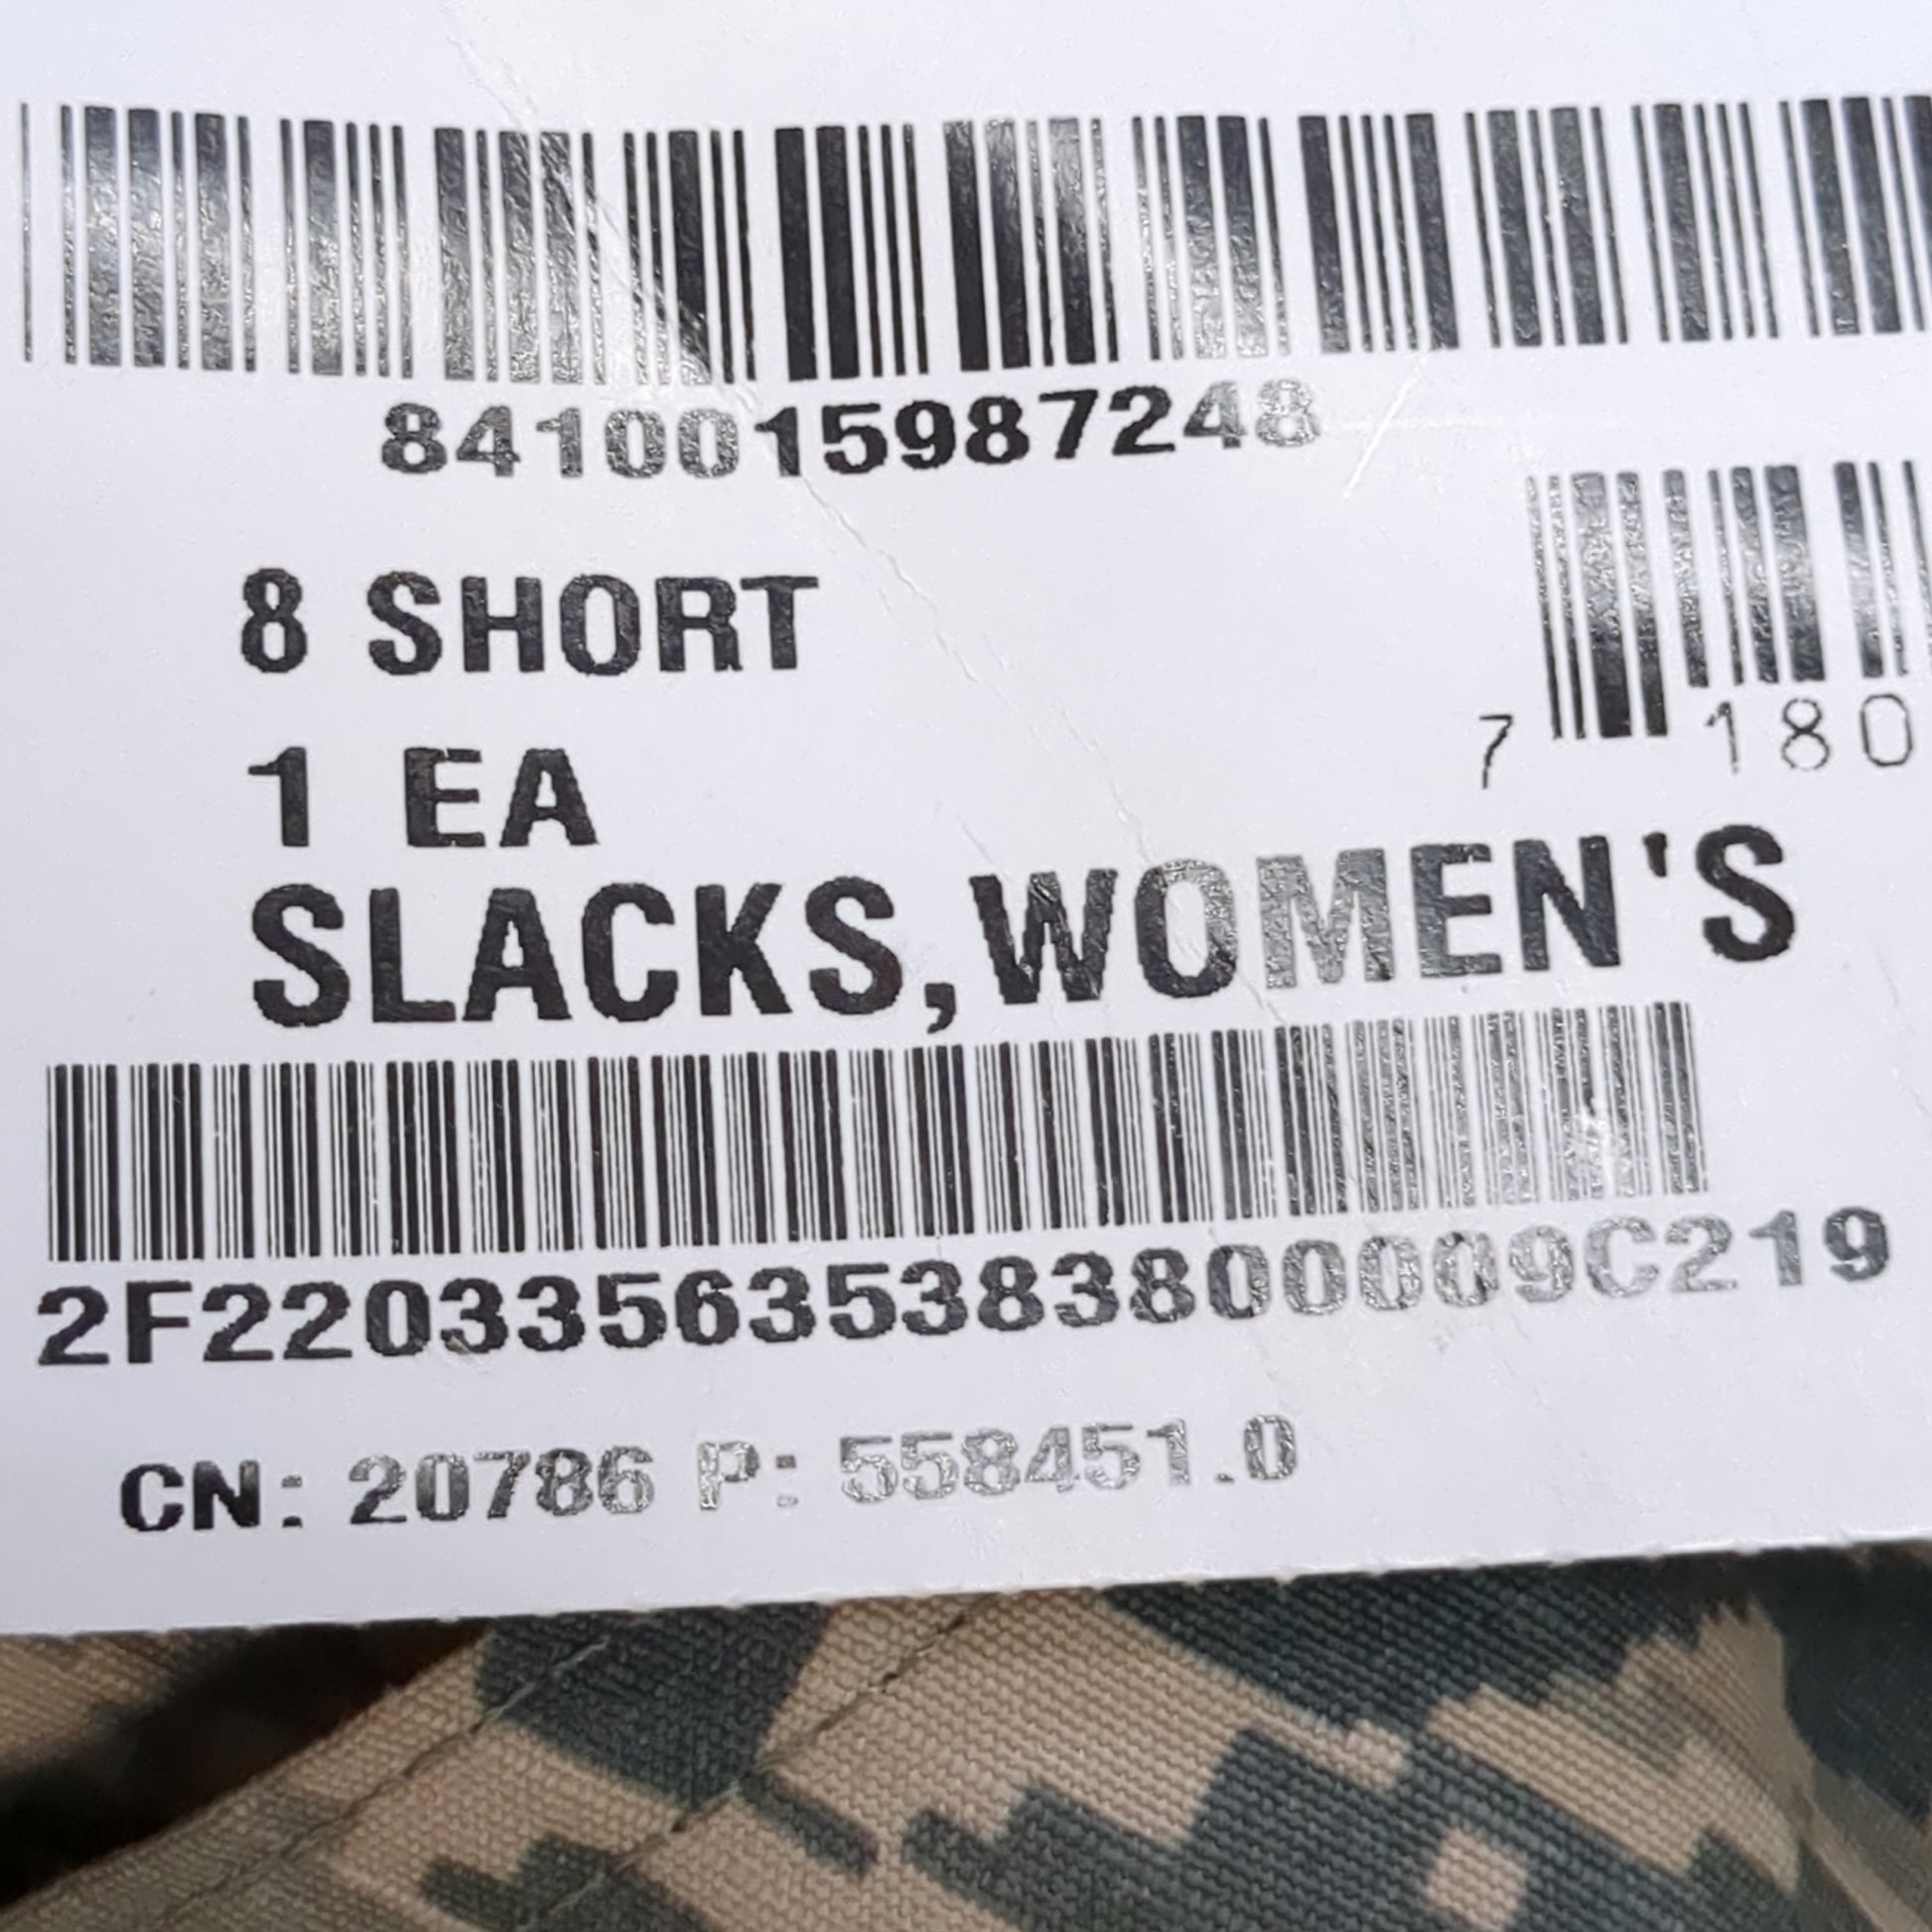 8410015987248
8 SHORT
1 EA
7 180
SLACKS,WOMEN'S
2F220335635383800009C219
CN: 20786 P: 558451.0